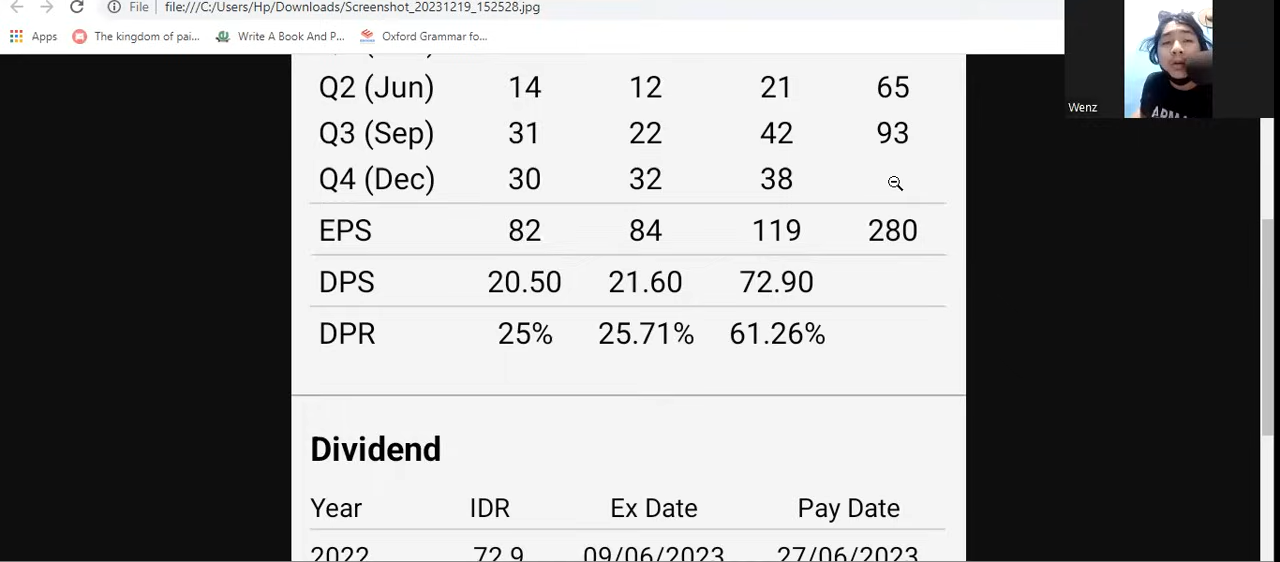 File file:///C:/Users/Hp/Downloads/Screenshot_20231219_152528.jpg
Apps The kingdom of pai... Write A Book And P... Oxford Grammar fo...
Wenz
Q2 (Jun) 14 12 21 65
Q3 (Sep) 31 22 42 93
Q4 (Dec) 30 32 38
EPS 82 84 119 280
DPS 20.50 21.60 72.90
DPR 25% 25.71% 61.26%
Dividend
Year IDR Ex Date Pay Date
2022 72.9 09/06/2023 27/06/2023